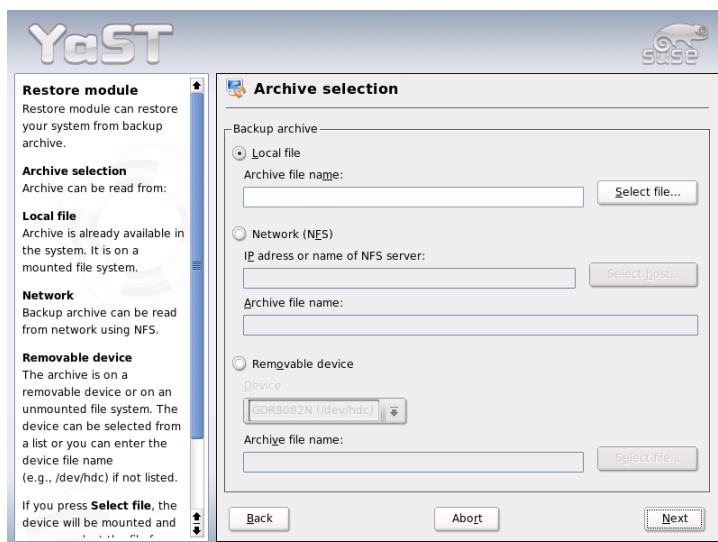 YaST
SUSE
Restore module
Restore module can restore
your system from backup
archive.
Archive selection
Archive can be read from:
Local file
Archive is already available in
the system. It is on a
mounted file system.
Network
Backup archive can be read
from network using NFS.
Removable device
The archive is on a
removable device or on an
unmounted file system. The
device can be selected from
a list or you can enter the
device file name
(e.g., /dev/hdc) if not listed.
If you press Select file, the
device will be mounted and
Archive selection
Backup archive
Local file
Archive file name:
Select file...
Network (NFS)
IP adress or name of NFS server:
Select host...
Archive file name:
Removable device
Device
GDR8082N (/dev/hdc)
Archive file name:
Select file...
Back
Abort
Next